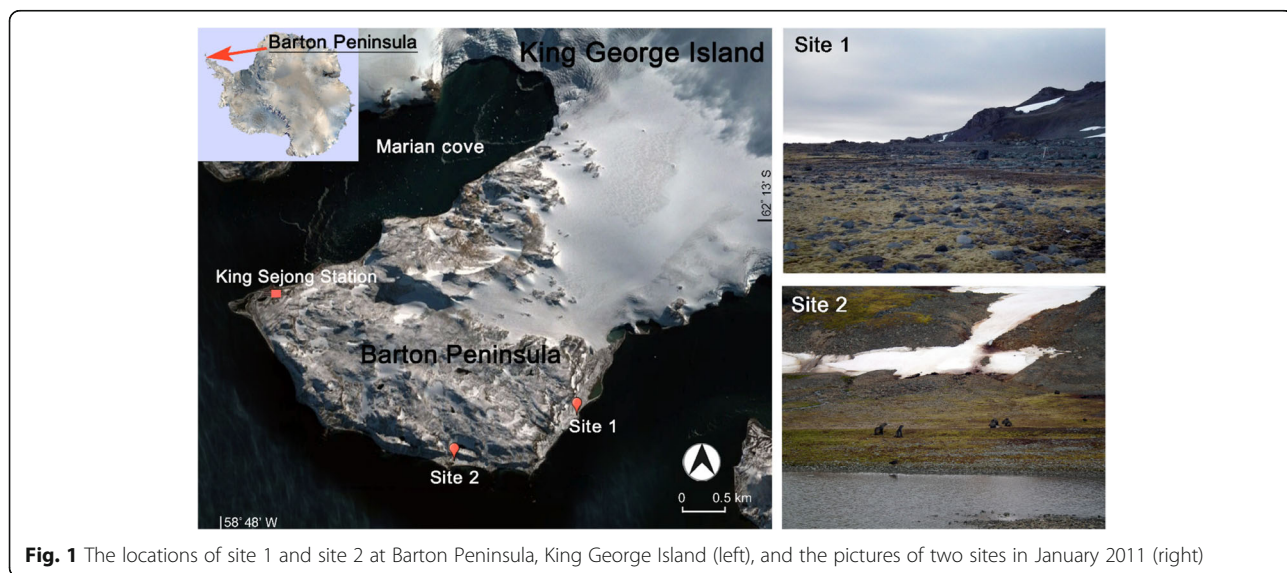 Barton Peninsula
King George Island
Marian cove
62° 13' S
King Sejong Station
Barton Peninsula
Site 1
Site 2
0 0.5 km
58° 48' W
Site 1
Site 2
Fig. 1 The locations of site 1 and site 2 at Barton Peninsula, King George Island (left), and the pictures of two sites in January 2011 (right)